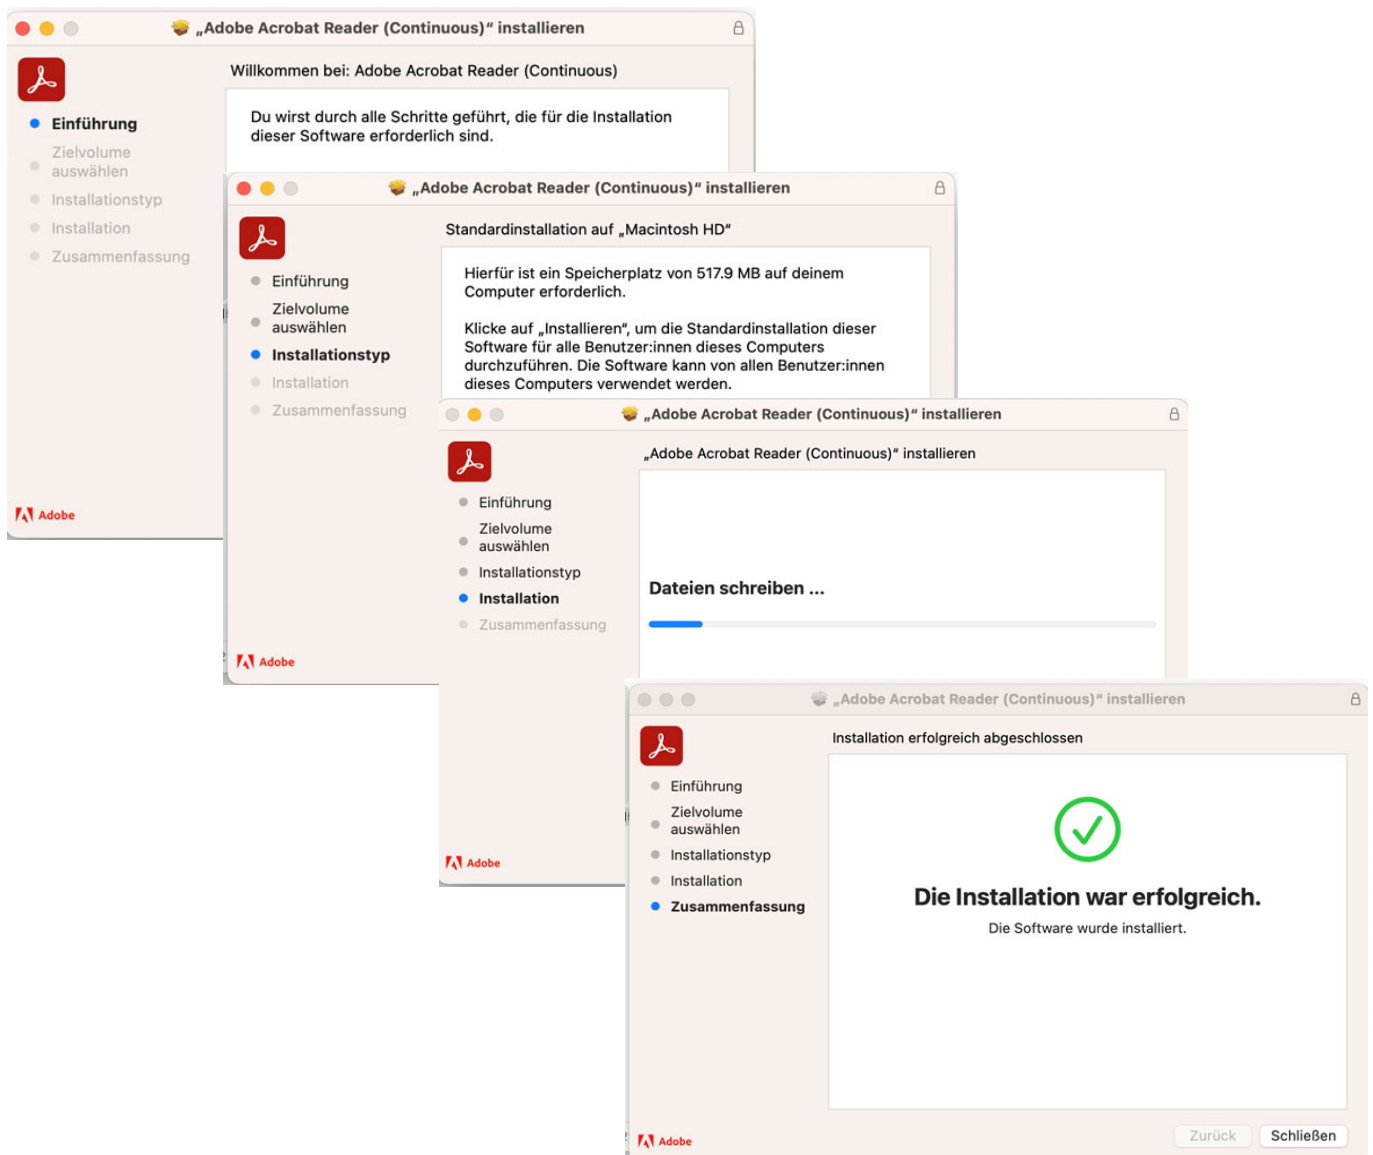 „Adobe Acrobat Reader (Continuous)“ installieren
Willkommen bei: Adobe Acrobat Reader (Continuous)
Einführung
Zielvolume
auswählen
Installationstyp
Installation
Zusammenfassung
Du wirst durch alle Schritte geführt, die für die Installation
dieser Software erforderlich sind.
Adobe
„Adobe Acrobat Reader (Continuous)“ installieren
Standardinstallation auf „Macintosh HD“
Einführung
Zielvolume
auswählen
Installationstyp
Installation
Zusammenfassung
Hierfür ist ein Speicherplatz von 517.9 MB auf deinem
Computer erforderlich.
Klicke auf „Installieren“, um die Standardinstallation dieser
Software für alle Benutzer:innen dieses Computers
durchzuführen. Die Software kann von allen Benutzer:innen
dieses Computers verwendet werden.
Adobe
„Adobe Acrobat Reader (Continuous)“ installieren
„Adobe Acrobat Reader (Continuous)“ installieren
Einführung
Zielvolume
auswählen
Installationstyp
Installation
Zusammenfassung
Dateien schreiben ...
Adobe
„Adobe Acrobat Reader (Continuous)“ installieren
Installation erfolgreich abgeschlossen
Einführung
Zielvolume
auswählen
Installationstyp
Installation
Zusammenfassung
Die Installation war erfolgreich.
Die Software wurde installiert.
Adobe
Zurück
Schließen